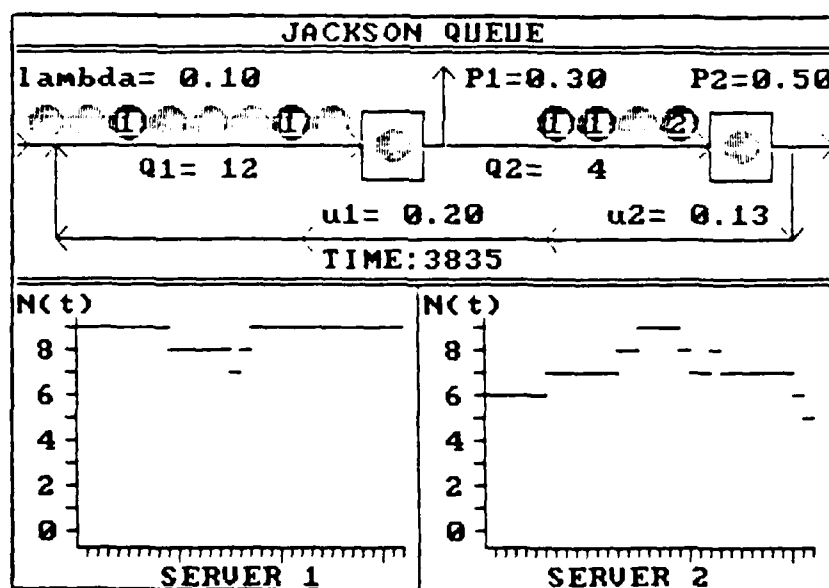 JACKSON QUEUE
lambda= 0.10 P1=0.30 P2=0.50
1 1 1 1 2
Q1= 12 Q2= 4
u1= 0.20 u2= 0.13
TIME:3835
N(t) N(t)
8 8
6 6
4 4
2 2
0 0
SERVER 1 SERVER 2